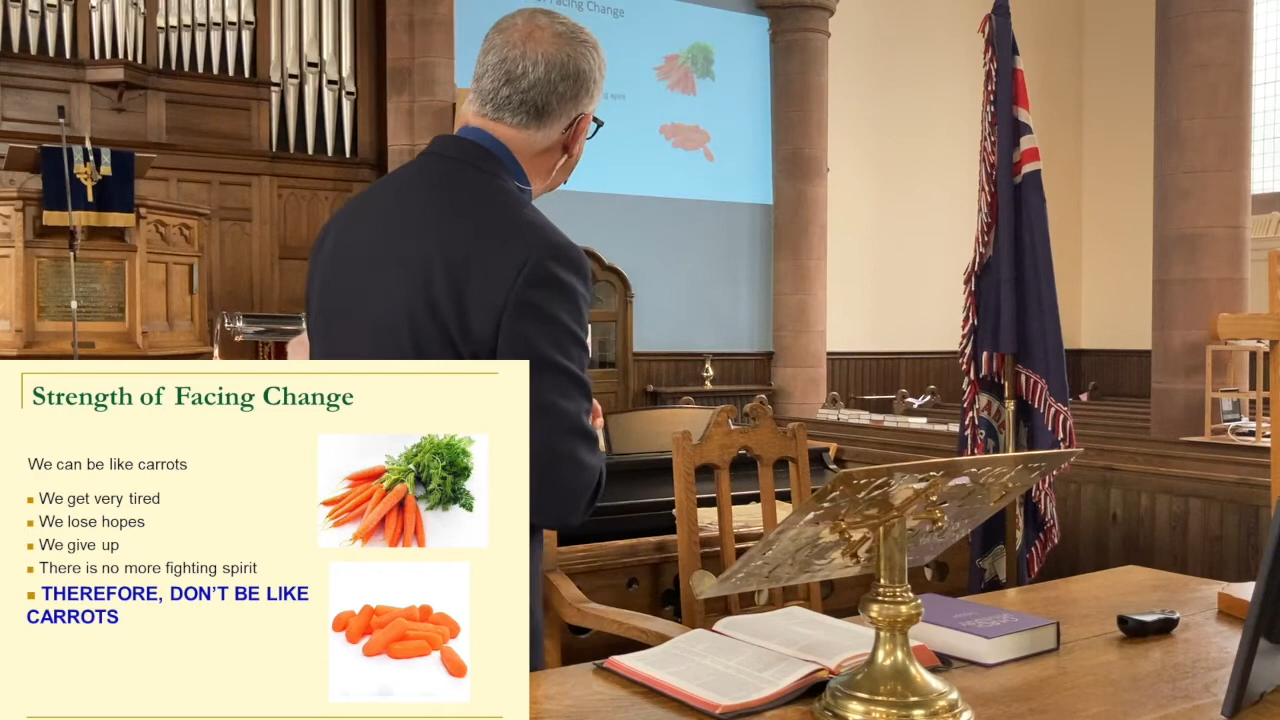 Facing Change
Strength of Facing Change
We can be like carrots
We get very tired
We lose hopes
We give up
There is no more fighting spirit
THEREFORE, DON'T BE LIKE
CARROTS